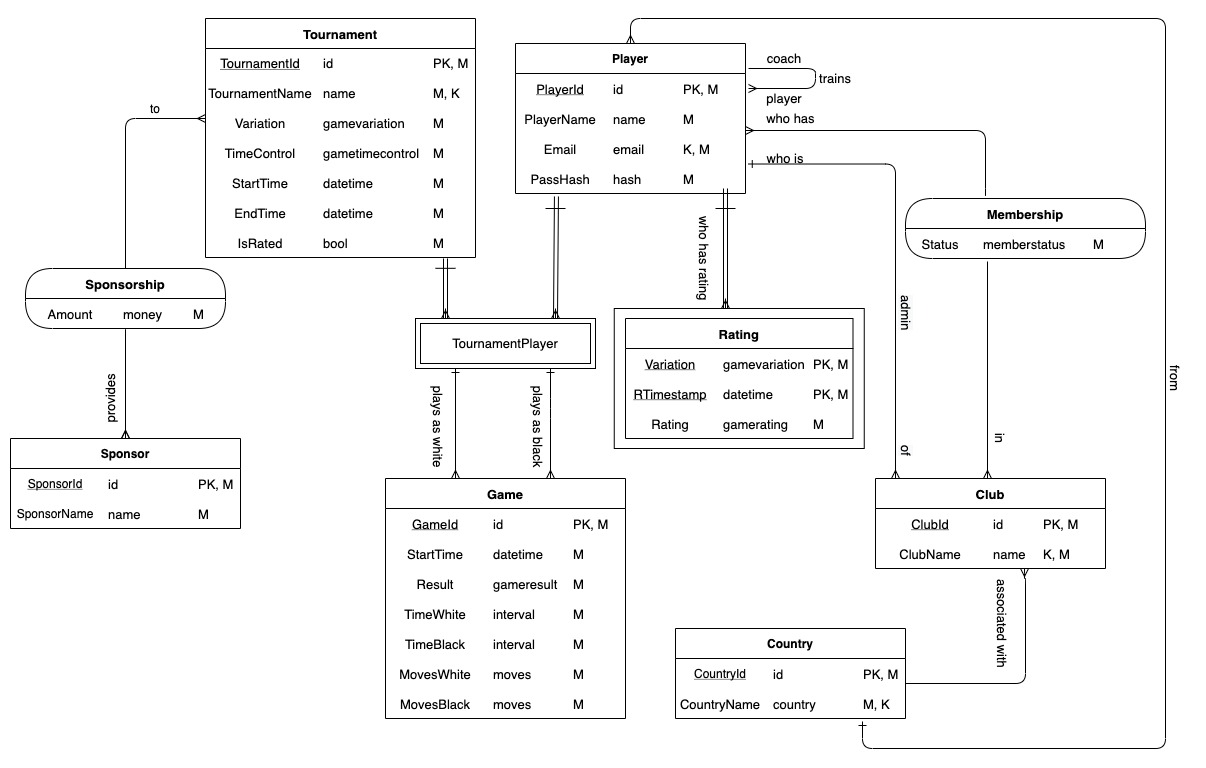 Tournament
TournamentId id PK, M
TournamentName name M, K
Variation gamevariation M
TimeControl gametimecontrol M
StartTime datetime M
EndTime datetime M
IsRated bool M
Player
PlayerId id PK, M
PlayerName name M
Email email K, M
PassHash hash M
coach
trains
player
who has
who is
to
Membership
Status memberstatus M
Sponsorship
Amount money M
who has rating
admin
of
in
from
TournamentPlayer
Rating
Variation gamevariation PK, M
RTimestamp datetime PK, M
Rating gamerating M
provides
plays as white
plays as black
Sponsor
SponsorId id PK, M
SponsorName name M
Game
GameId id PK, M
StartTime datetime M
Result gameresult M
TimeWhite interval M
TimeBlack interval M
MovesWhite moves M
MovesBlack moves M
Club
ClubId id PK, M
ClubName name K, M
associated with
Country
CountryId id PK, M
CountryName country M, K